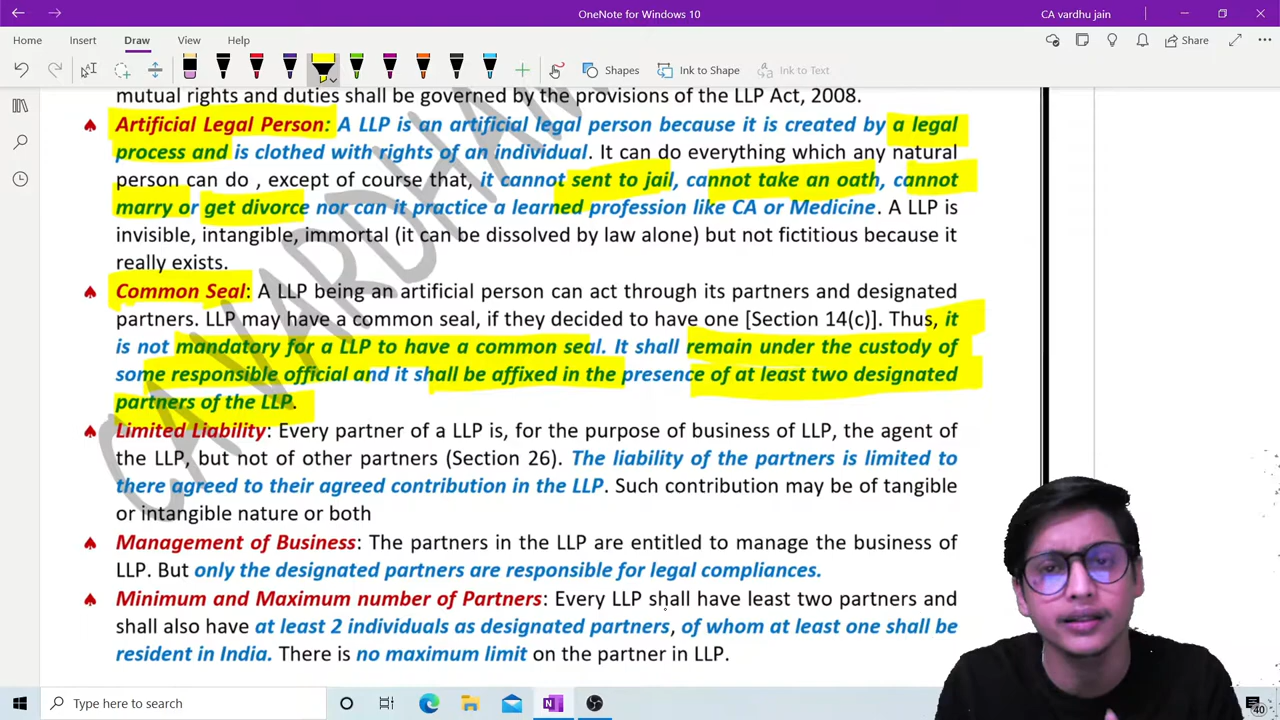 OneNote for Windows 10
CA vardhu jain
Home
Insert
Draw
View
Help
Share
Shapes
Ink to Shape
Ink to Text
mutual rights and duties shall be governed by the provisions of the LLP Act, 2008.
Artificial Legal Person: A LLP is an artificial legal person because it is created by a legal
process and is clothed with rights of an individual. It can do everything which any natural
person can do , except of course that, it cannot sent to jail, cannot take an oath, cannot
marry or get divorce nor can it practice a learned profession like CA or Medicine. A LLP is
invisible, intangible, immortal (it can be dissolved by law alone) but not fictitious because it
really exists.
Common Seal: A LLP being an artificial person can act through its partners and designated
partners. LLP may have a common seal, if they decided to have one [Section 14(c)]. Thus, it
is not mandatory for a LLP to have a common seal. It shall remain under the custody of
some responsible official and it shall be affixed in the presence of at least two designated
partners of the LLP.
Limited Liability: Every partner of a LLP is, for the purpose of business of LLP, the agent of
the LLP, but not of other partners (Section 26). The liability of the partners is limited to
there agreed to their agreed contribution in the LLP. Such contribution may be of tangible
or intangible nature or both
Management of Business: The partners in the LLP are entitled to manage the business of
LLP. But only the designated partners are responsible for legal compliances.
Minimum and Maximum number of Partners: Every LLP shall have least two partners and
shall also have at least 2 individuals as designated partners, of whom at least one shall be
resident in India. There is no maximum limit on the partner in LLP.
CA VARDHAM
Type here to search
40